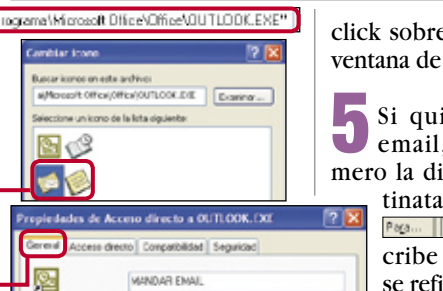 rograma\Microsoft Office\Office\OUTLOOK.EXE"
Cambiar icono
Buscar iconos en este archivo:
a\Microsoft Office\Office\OUTLOOK.EXE
Examinar...
Seleccione un icono de la lista siguiente:
Propiedades de Acceso directo a OUTLOOK.EXE
General
Acceso directo
Compatibilidad
Seguridad
MANDAR EMAIL
click sobre
ventana de
5 Si qui
email,
mero la di
tinata
Para...
cribe
se refi